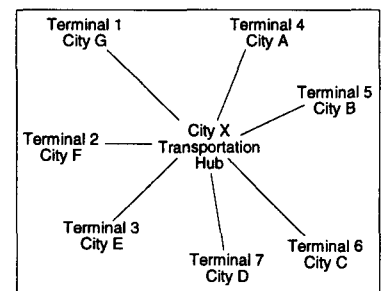 Terminal 1
City G
Terminal 4
City A
Terminal 5
City B
City X
Transportation
Hub
Terminal 2
City F
Terminal 3
City E
Terminal 7
City D
Terminal 6
City C